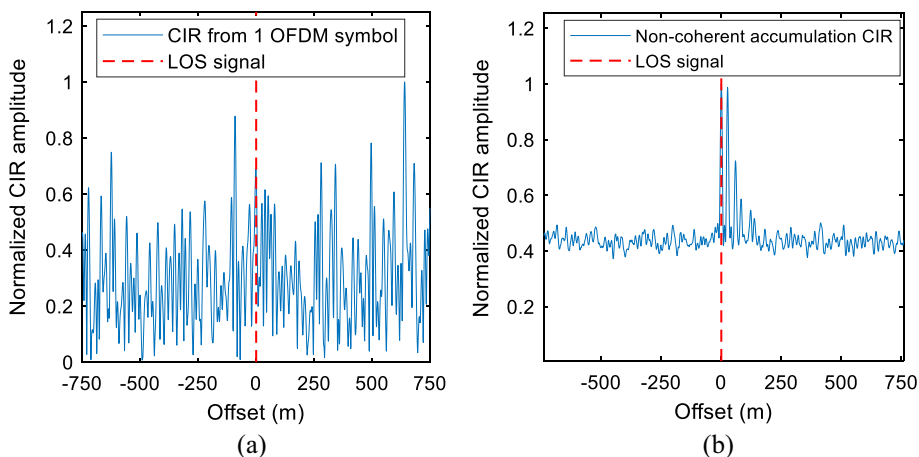 1.2
CIR from 1 OFDM symbol
LOS signal
1
0.8
0.6
0.4
0.2
0
-750
-500
-250
0
250
500
750
Normalized CIR amplitude
Offset (m)
(a)
1.2
Non-coherent accumulation CIR
LOS signal
1
0.8
0.6
0.4
0.2
-500
-250
0
250
500
750
Normalized CIR amplitude
Offset (m)
(b)